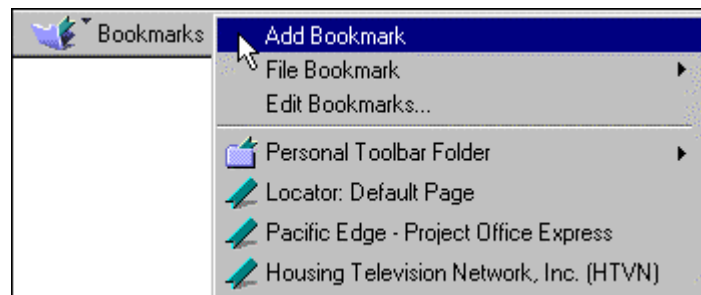 Bookmarks
Add Bookmark
File Bookmark
Edit Bookmarks...
Personal Toolbar Folder
Locator: Default Page
Pacific Edge - Project Office Express
Housing Television Network, Inc. (HTVN)